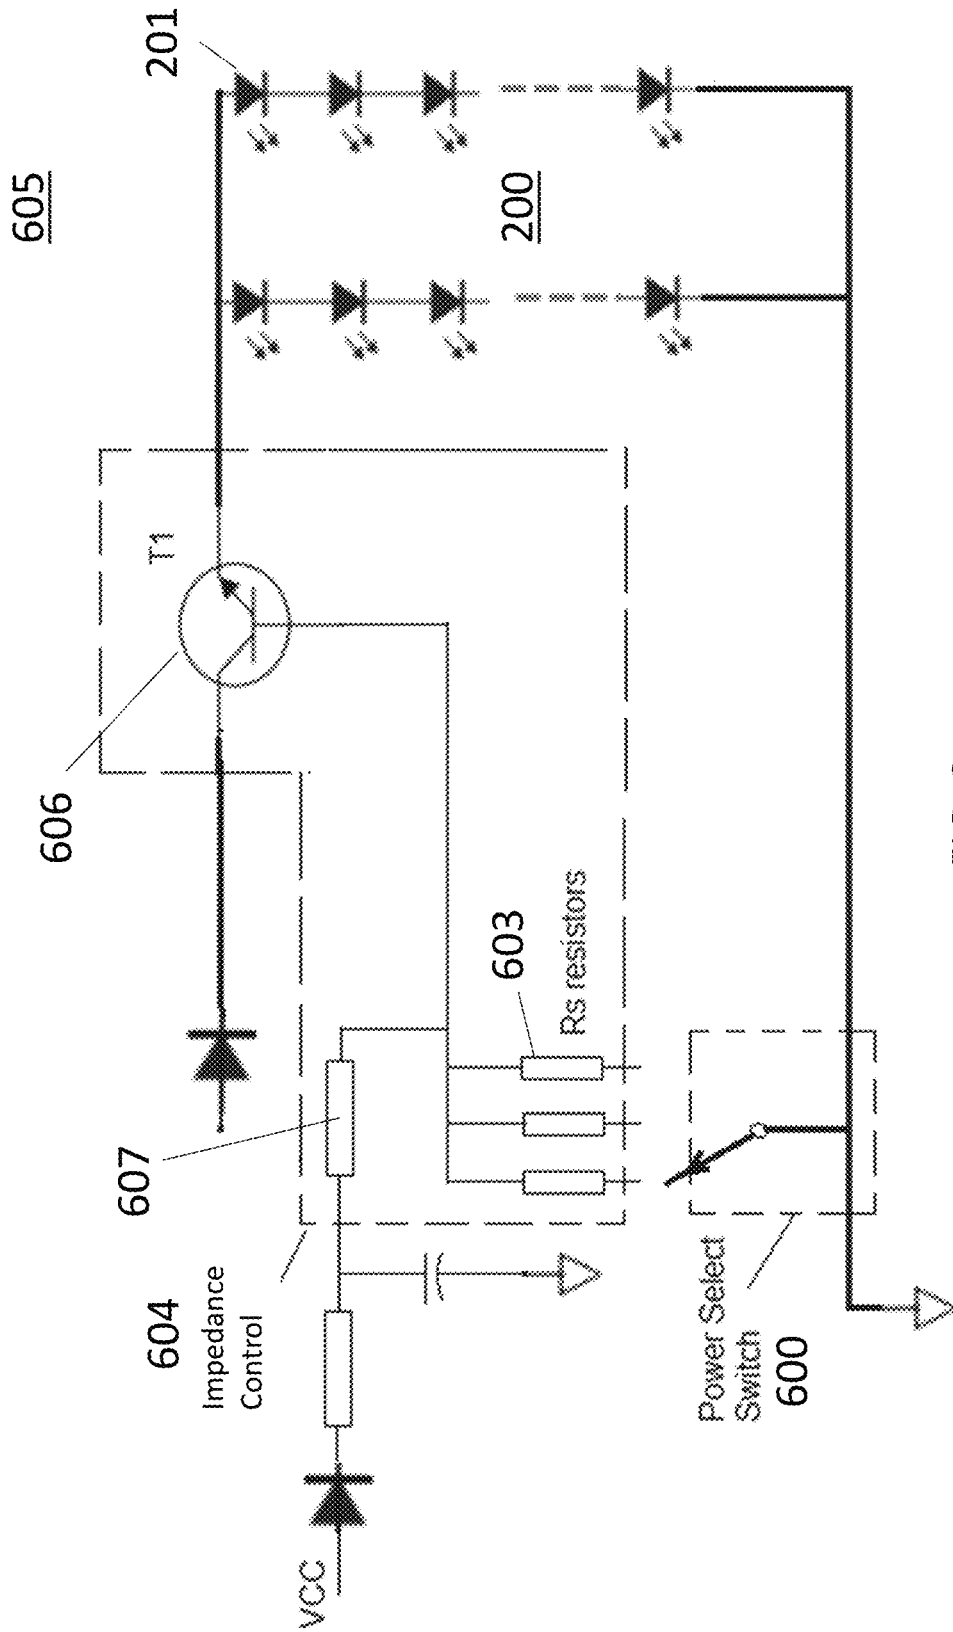 605
201
606
T1
200
607
603
Rs resistors
604
Impedance
Control
VCC
Power Select
Switch
600